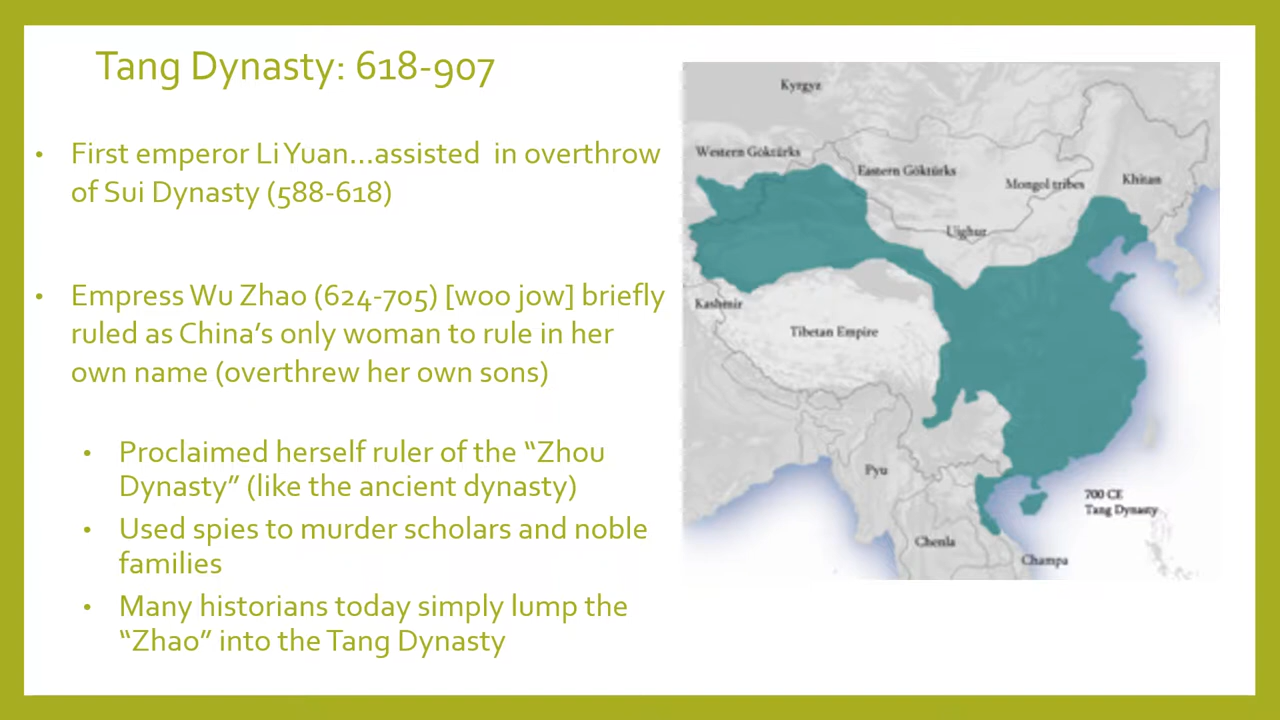 Tang Dynasty: 618-907
• First emperor Li Yuan…assisted in overthrow
of Sui Dynasty (588-618)
• Empress Wu Zhao (624-705) [woo jow] briefly
ruled as China’s only woman to rule in her
own name (overthrew her own sons)
• Proclaimed herself ruler of the “Zhou
Dynasty” (like the ancient dynasty)
• Used spies to murder scholars and noble
families
• Many historians today simply lump the
“Zhao” into the Tang Dynasty
Kyrgyz
Western Göktürks
Eastern Göktürks
Mongol tribes
Khitan
Uighur
Kashmir
Tibetan Empire
Pyu
700 CE
Tang Dynasty
Chenla
Champa